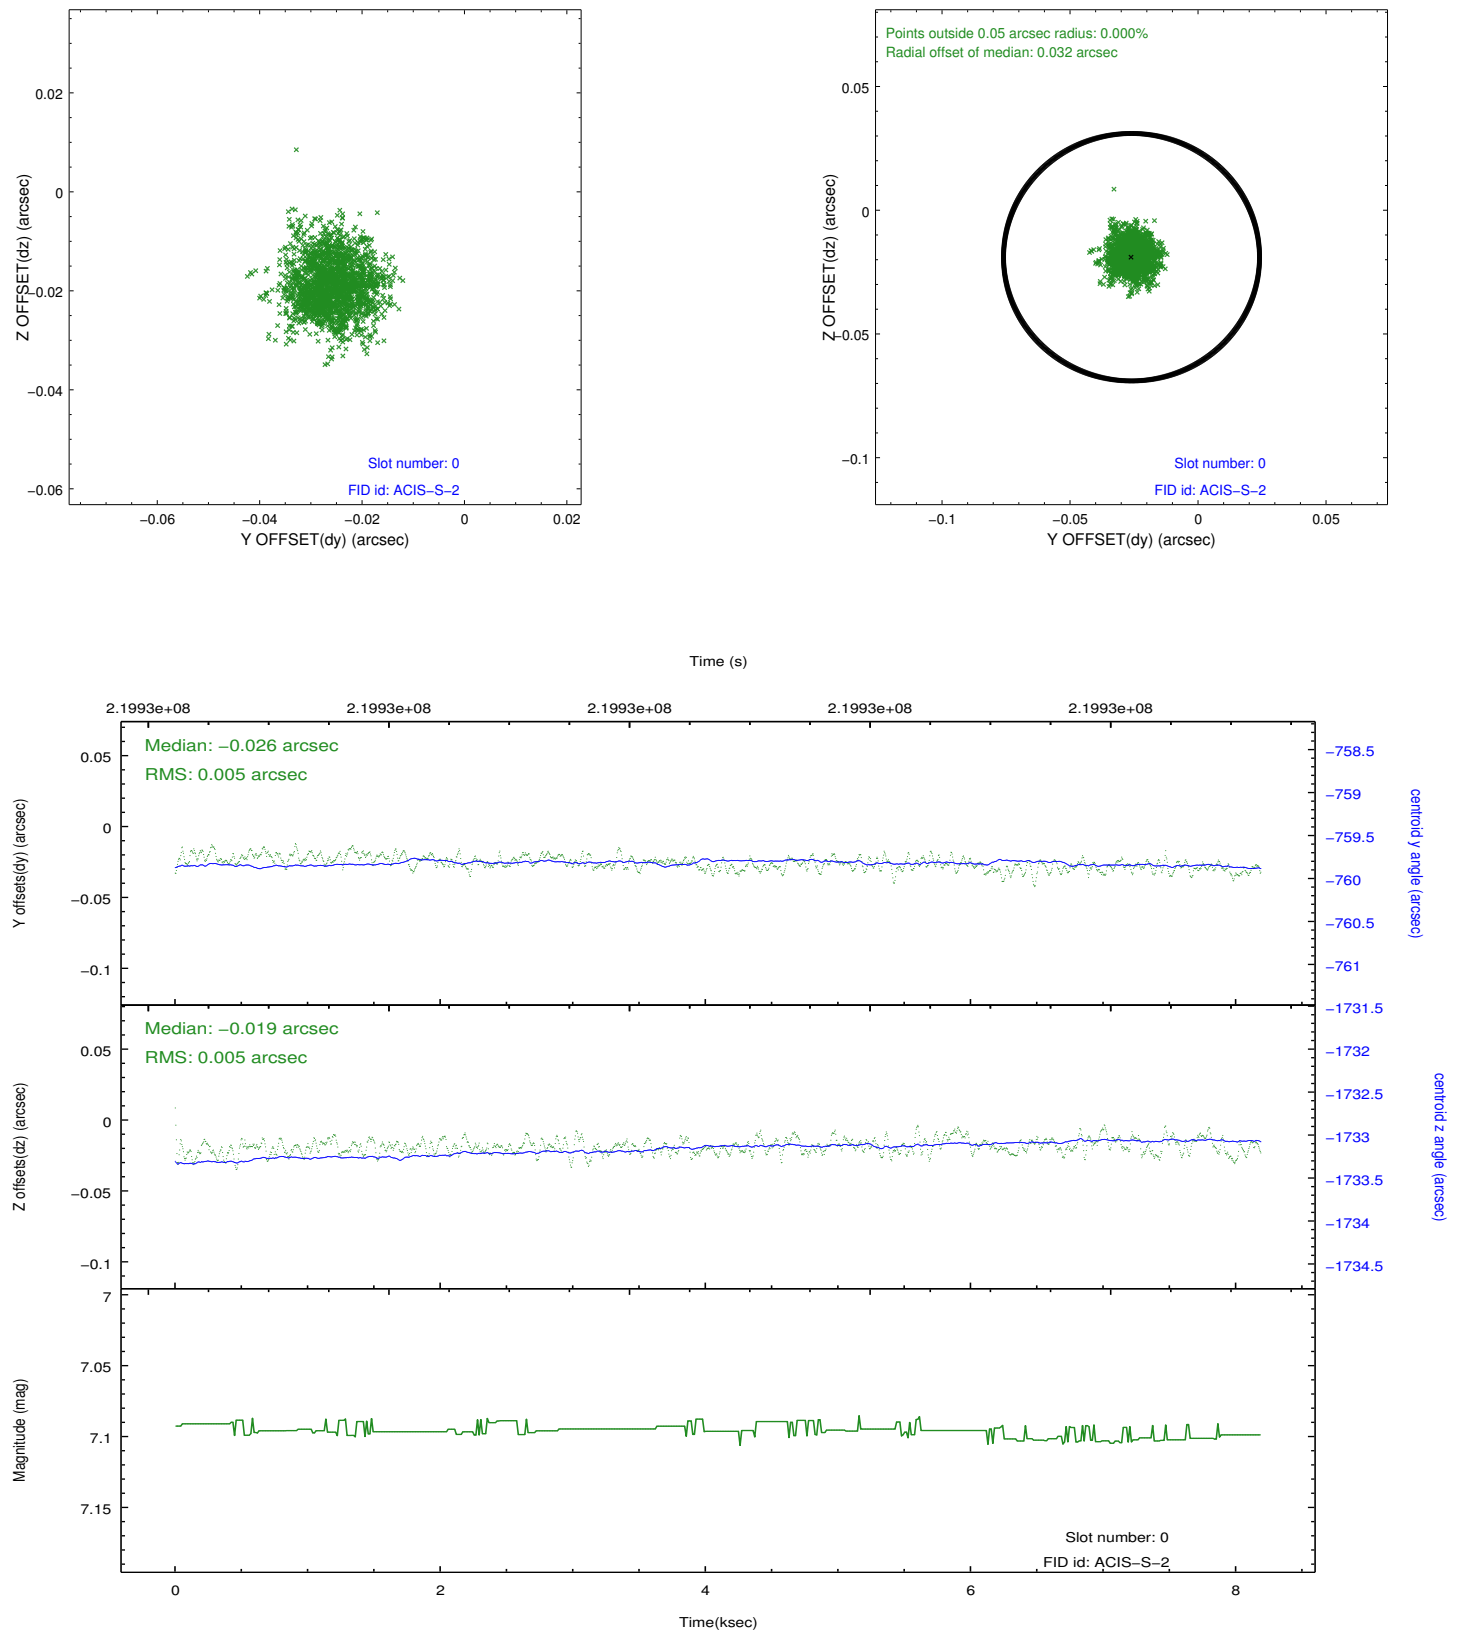 0.02
0
−0.02
−0.04
−0.06
Z OFFSET(dz) (arcsec)
Slot number: 0
FID id: ACIS−S−2
−0.06 −0.04 −0.02 0 0.02
Y OFFSET(dy) (arcsec)
Points outside 0.05 arcsec radius: 0.000%
Radial offset of median: 0.032 arcsec
0.05
0
−0.05
−0.1
Z OFFSET(dz) (arcsec)
Slot number: 0
FID id: ACIS−S−2
−0.1 −0.05 0 0.05
Y OFFSET(dy) (arcsec)
Time (s)
2.1993e+08 2.1993e+08 2.1993e+08 2.1993e+08 2.1993e+08
Median: −0.026 arcsec
RMS: 0.005 arcsec
0.05
0
−0.05
−0.1
Y offsets(dy) (arcsec)
−758.5
−759
−759.5
−760
−760.5
−761
centroid y angle (arcsec)
Median: −0.019 arcsec
RMS: 0.005 arcsec
0.05
0
−0.05
−0.1
Z offsets(dz) (arcsec)
−1731.5
−1732
−1732.5
−1733
−1733.5
−1734
−1734.5
centroid z angle (arcsec)
7
7.05
7.1
7.15
Magnitude (mag)
Slot number: 0
FID id: ACIS−S−2
0 2 4 6 8
Time(ksec)